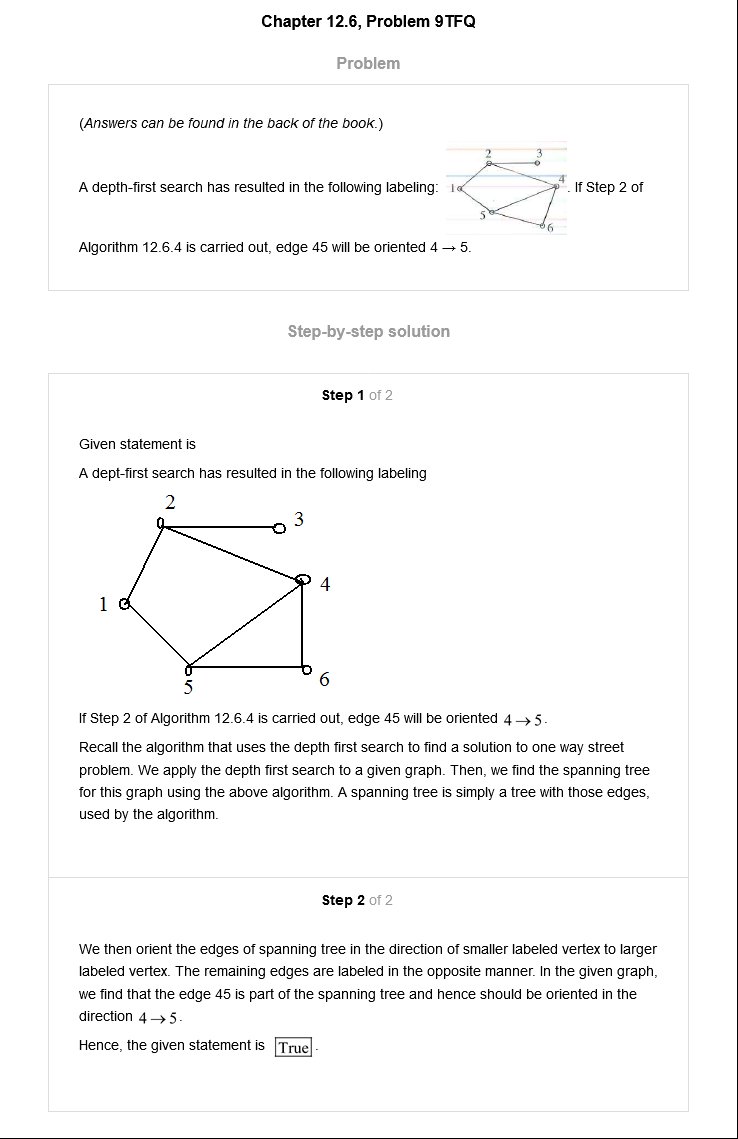 Chapter 12.6, Problem 9TFQ
Problem
(Answers can be found in the back of the book.)
2 3
A depth-first search has resulted in the following labeling: 1 4 . If Step 2 of
5
6
Algorithm 12.6.4 is carried out, edge 45 will be oriented 4 → 5.
Step-by-step solution
Step 1 of 2
Given statement is
A dept-first search has resulted in the following labeling
2
3
4
1
6
5
If Step 2 of Algorithm 12.6.4 is carried out, edge 45 will be oriented 4 → 5.
Recall the algorithm that uses the depth first search to find a solution to one way street
problem. We apply the depth first search to a given graph. Then, we find the spanning tree
for this graph using the above algorithm. A spanning tree is simply a tree with those edges,
used by the algorithm.
Step 2 of 2
We then orient the edges of spanning tree in the direction of smaller labeled vertex to larger
labeled vertex. The remaining edges are labeled in the opposite manner. In the given graph,
we find that the edge 45 is part of the spanning tree and hence should be oriented in the
direction 4 → 5.
Hence, the given statement is True.